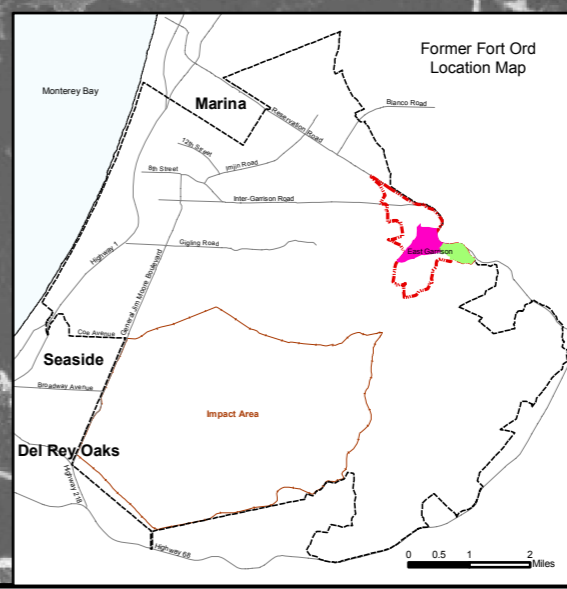 Former Fort Ord
Location Map
Monterey Bay
Marina
Blanco Road
Reservation Road
12th Street
Imjin Road
8th Street
Inter-Garrison Road
Gigling Road
Highway 1
General Jim Moore Boulevard
East Garrison
Coe Avenue
Seaside
Broadway Avenue
Impact Area
Del Rey Oaks
Highway 218
Highway 68
0 0.5 1 2
Miles